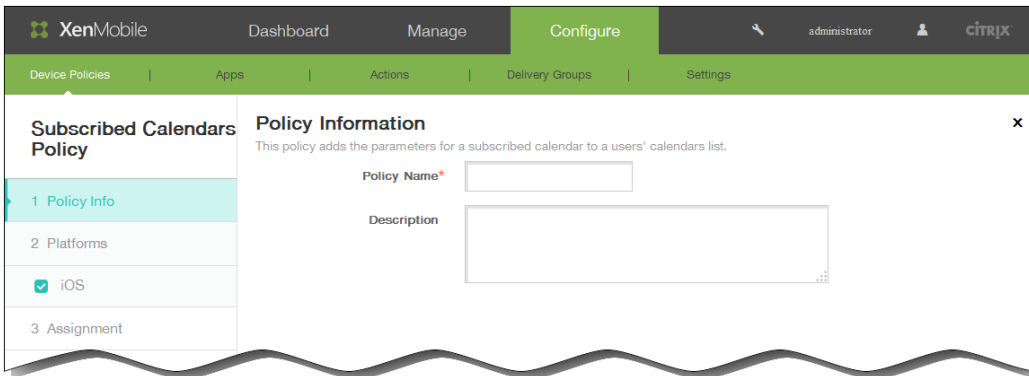 XenMobile Dashboard Manage Configure administrator CİTRIX
Device Policies | Apps | Actions | Delivery Groups | Settings
Subscribed Calendars
Policy
1 Policy Info
2 Platforms
iOS
3 Assignment
Policy Information
x
This policy adds the parameters for a subscribed calendar to a users' calendars list.
Policy Name*
Description